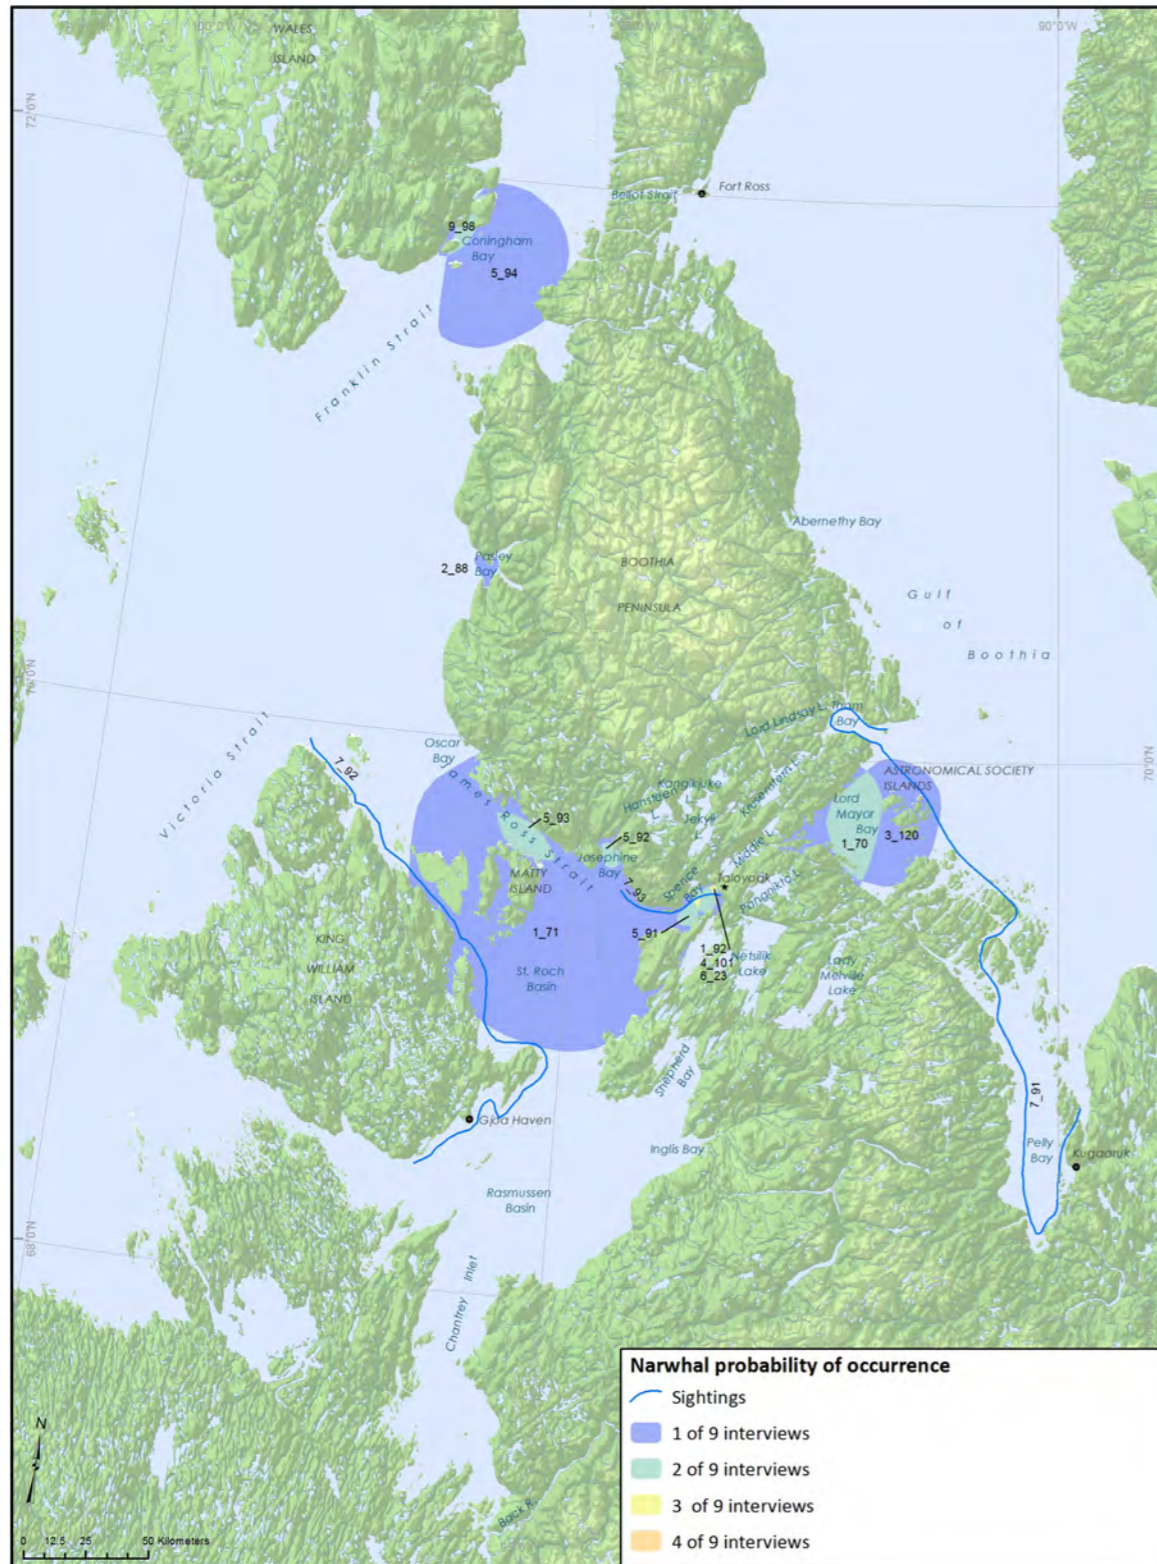 90°0'W
WALES
ISLAND
72°0'N
Bellot Strait
Fort Ross
9_98
Coningham
Bay
5_94
Franklin Strait
Abernethy Bay
Pasley
Bay
2_88
BOOTHIA
PENINSULA
Gulf
of
Boothia
70°0'N
Victoria Strait
Lord Lindsay L.
Thom
Bay
Oscar
Bay
7_92
James Ross Strait
70°0'N
ASTRONOMICAL SOCIETY
ISLANDS
Kangikjuke
L.
Hansteen L.
Krusenstern L.
Jekyll
L.
Lord
Mayor
Bay
5_93
5_92
3_120
1_70
Josephine
Bay
Middle L.
MATTY
ISLAND
7_93
Spence
Bay
Taloyoak
Pangnikto L.
1_71
5_91
KING
WILLIAM
ISLAND
1_92
4_101
6_23
Netsilik
Lake
Lady
Melville
Lake
St. Roch
Basin
Shepherd
Bay
7_91
Gjoa Haven
Inglis Bay
Pelly
Bay
Kugaaruk
Rasmussen
Basin
68°0'N
Chantrey Inlet
Back R.
Narwhal probability of occurrence
Sightings
1 of 9 interviews
2 of 9 interviews
3 of 9 interviews
4 of 9 interviews
N
0 12.5 25 50 Kilometers